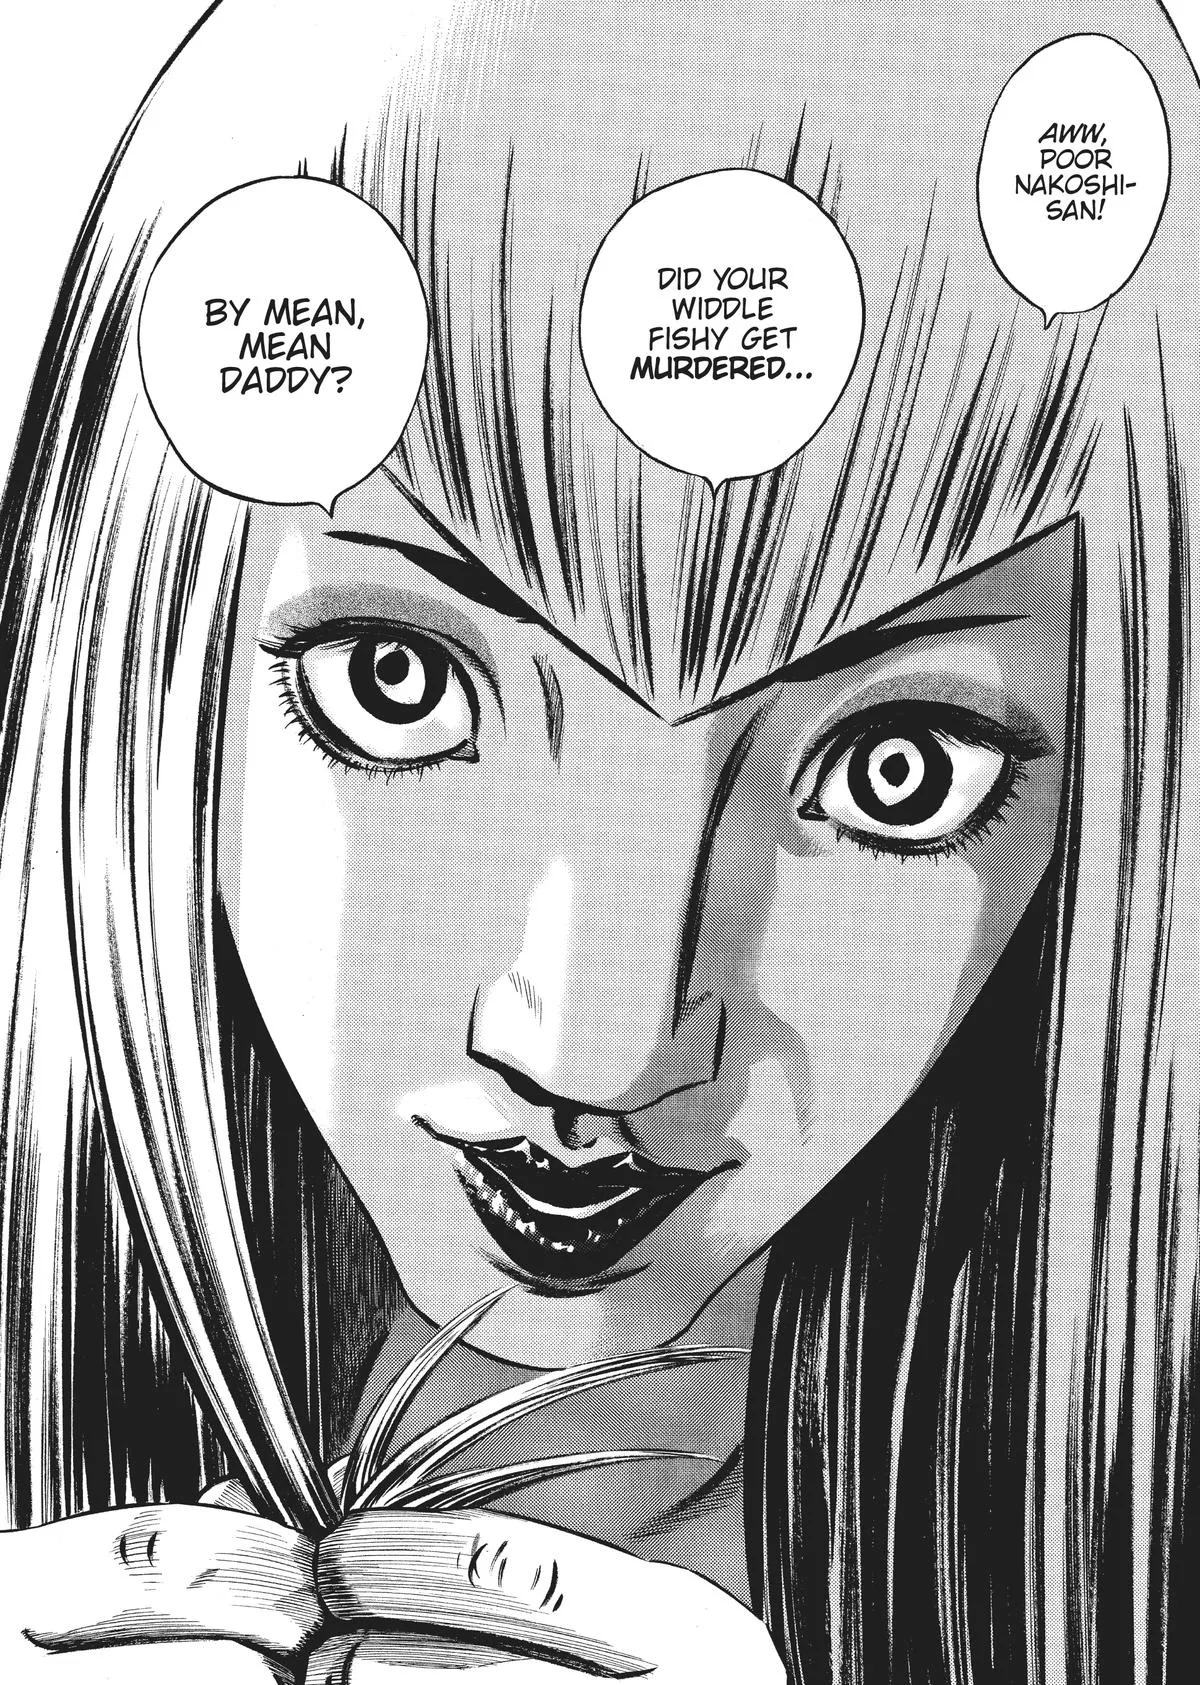 AWW,
POOR
NAKOSHI-
SAN!
DID YOUR
WIDDLE
FISHY GET
MURDERED...
BY MEAN,
MEAN
DADDY?